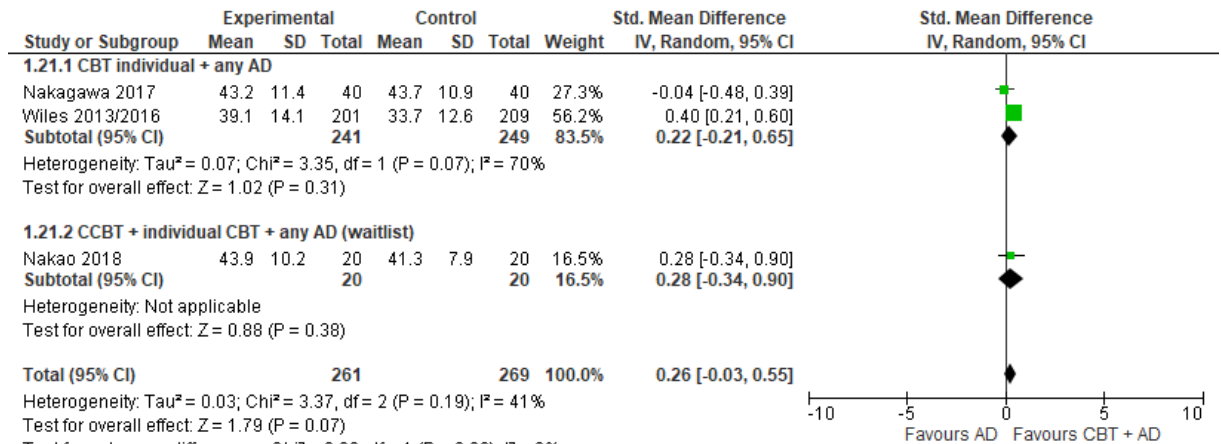 Experimental Control Std. Mean Difference Std. Mean Difference
Study or Subgroup Mean SD Total Mean SD Total Weight IV, Random, 95% CI IV, Random, 95% CI
1.21.1 CBT individual + any AD
Nakagawa 2017 43.2 11.4 40 43.7 10.9 40 27.3% -0.04 [-0.48, 0.39]
Wiles 2013/2016 39.1 14.1 201 33.7 12.6 209 56.2% 0.40 [0.21, 0.60]
Subtotal (95% CI) 241 249 83.5% 0.22 [-0.21, 0.65]
Heterogeneity: Tau² = 0.07; Chi² = 3.35, df = 1 (P = 0.07); I² = 70%
Test for overall effect: Z = 1.02 (P = 0.31)
1.21.2 CCBT + individual CBT + any AD (waitlist)
Nakao 2018 43.9 10.2 20 41.3 7.9 20 16.5% 0.28 [-0.34, 0.90]
Subtotal (95% CI) 20 20 16.5% 0.28 [-0.34, 0.90]
Heterogeneity: Not applicable
Test for overall effect: Z = 0.88 (P = 0.38)
Total (95% CI) 261 269 100.0% 0.26 [-0.03, 0.55]
Heterogeneity: Tau² = 0.03; Chi² = 3.37, df = 2 (P = 0.19); I² = 41%
Test for overall effect: Z = 1.79 (P = 0.07)
-10 -5 0 5 10
Favours AD Favours CBT + AD